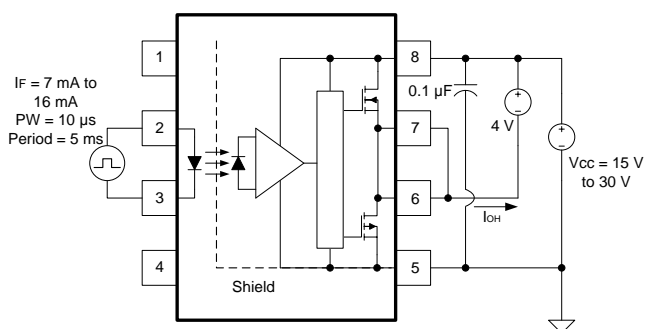 IF = 7 mA to
16 mA
PW = 10 µs
Period = 5 ms
1
2
3
4
Shield
8
7
6
5
0.1 µF
4 V
IOH
Vcc = 15 V
to 30 V